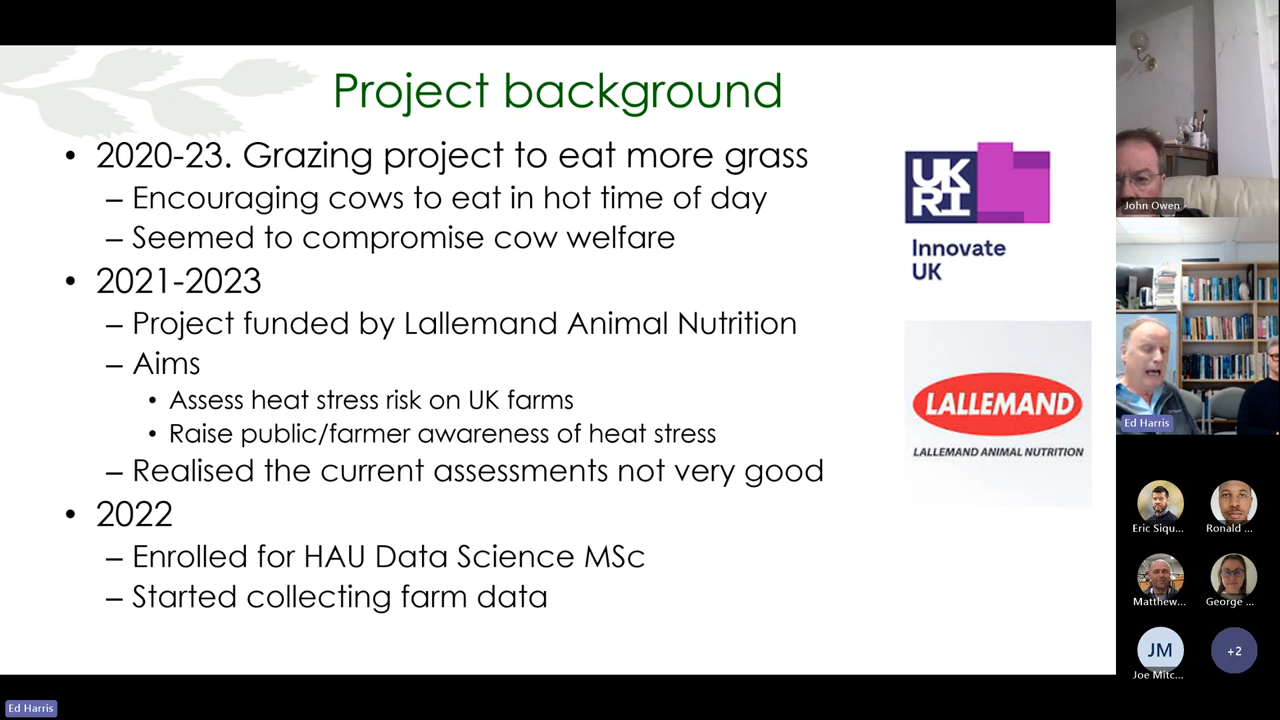 Project background
• 2020-23. Grazing project to eat more grass
– Encouraging cows to eat in hot time of day
– Seemed to compromise cow welfare
• 2021-2023
– Project funded by Lallemand Animal Nutrition
– Aims
• Assess heat stress risk on UK farms
• Raise public/farmer awareness of heat stress
– Realised the current assessments not very good
• 2022
– Enrolled for HAU Data Science MSc
– Started collecting farm data
UK
RI
Innovate
UK
LALLEMAND
LALLEMAND ANIMAL NUTRITION
John Owen
Ed Harris
Eric Siqu...
Ronald ...
Matthew...
George ...
JM
Joe Mitc...
+2
Ed Harris